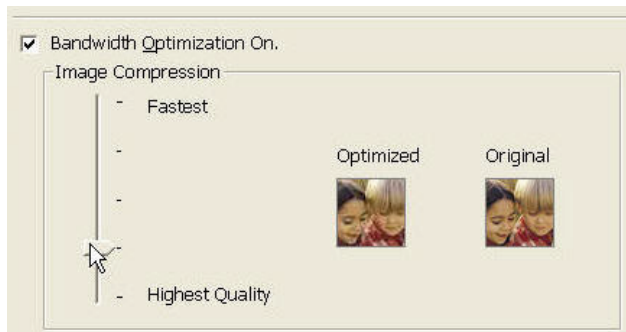 Bandwidth Optimization On.
Image Compression
Fastest
Optimized Original
Highest Quality